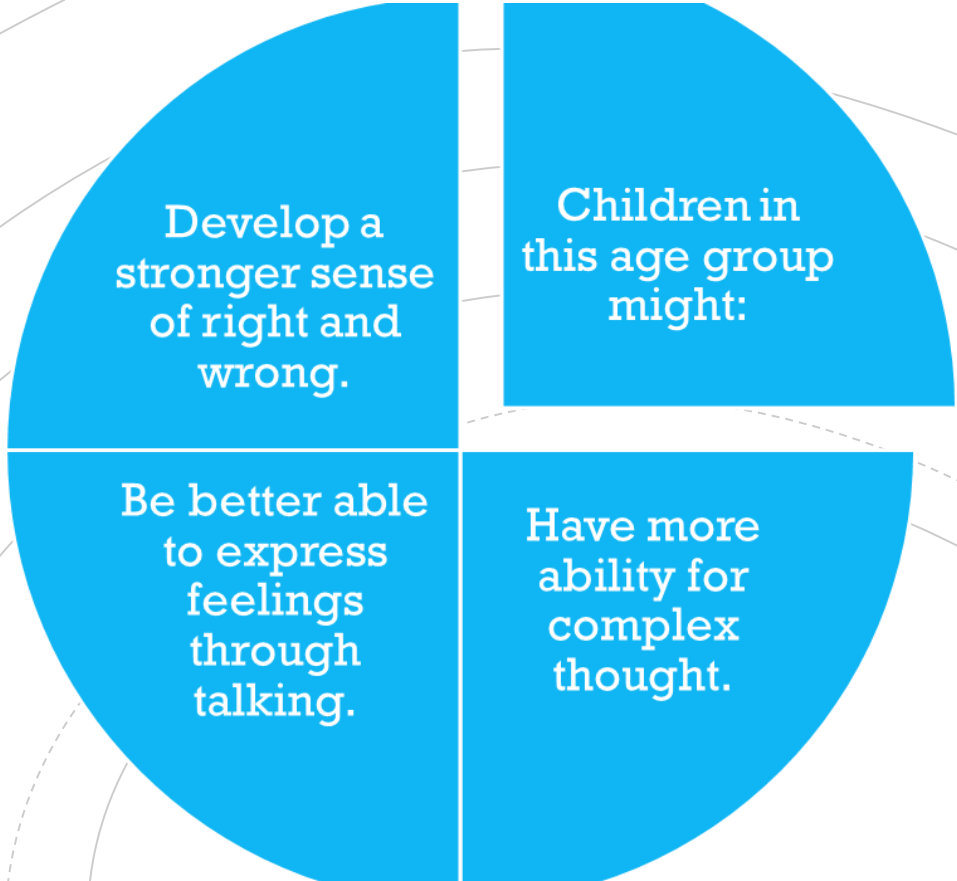 Children in
this age group
might:
Have more
ability for
complex
thought.
Be better able
to express
feelings
through
talking.
Develop a
stronger sense
of right and
wrong.